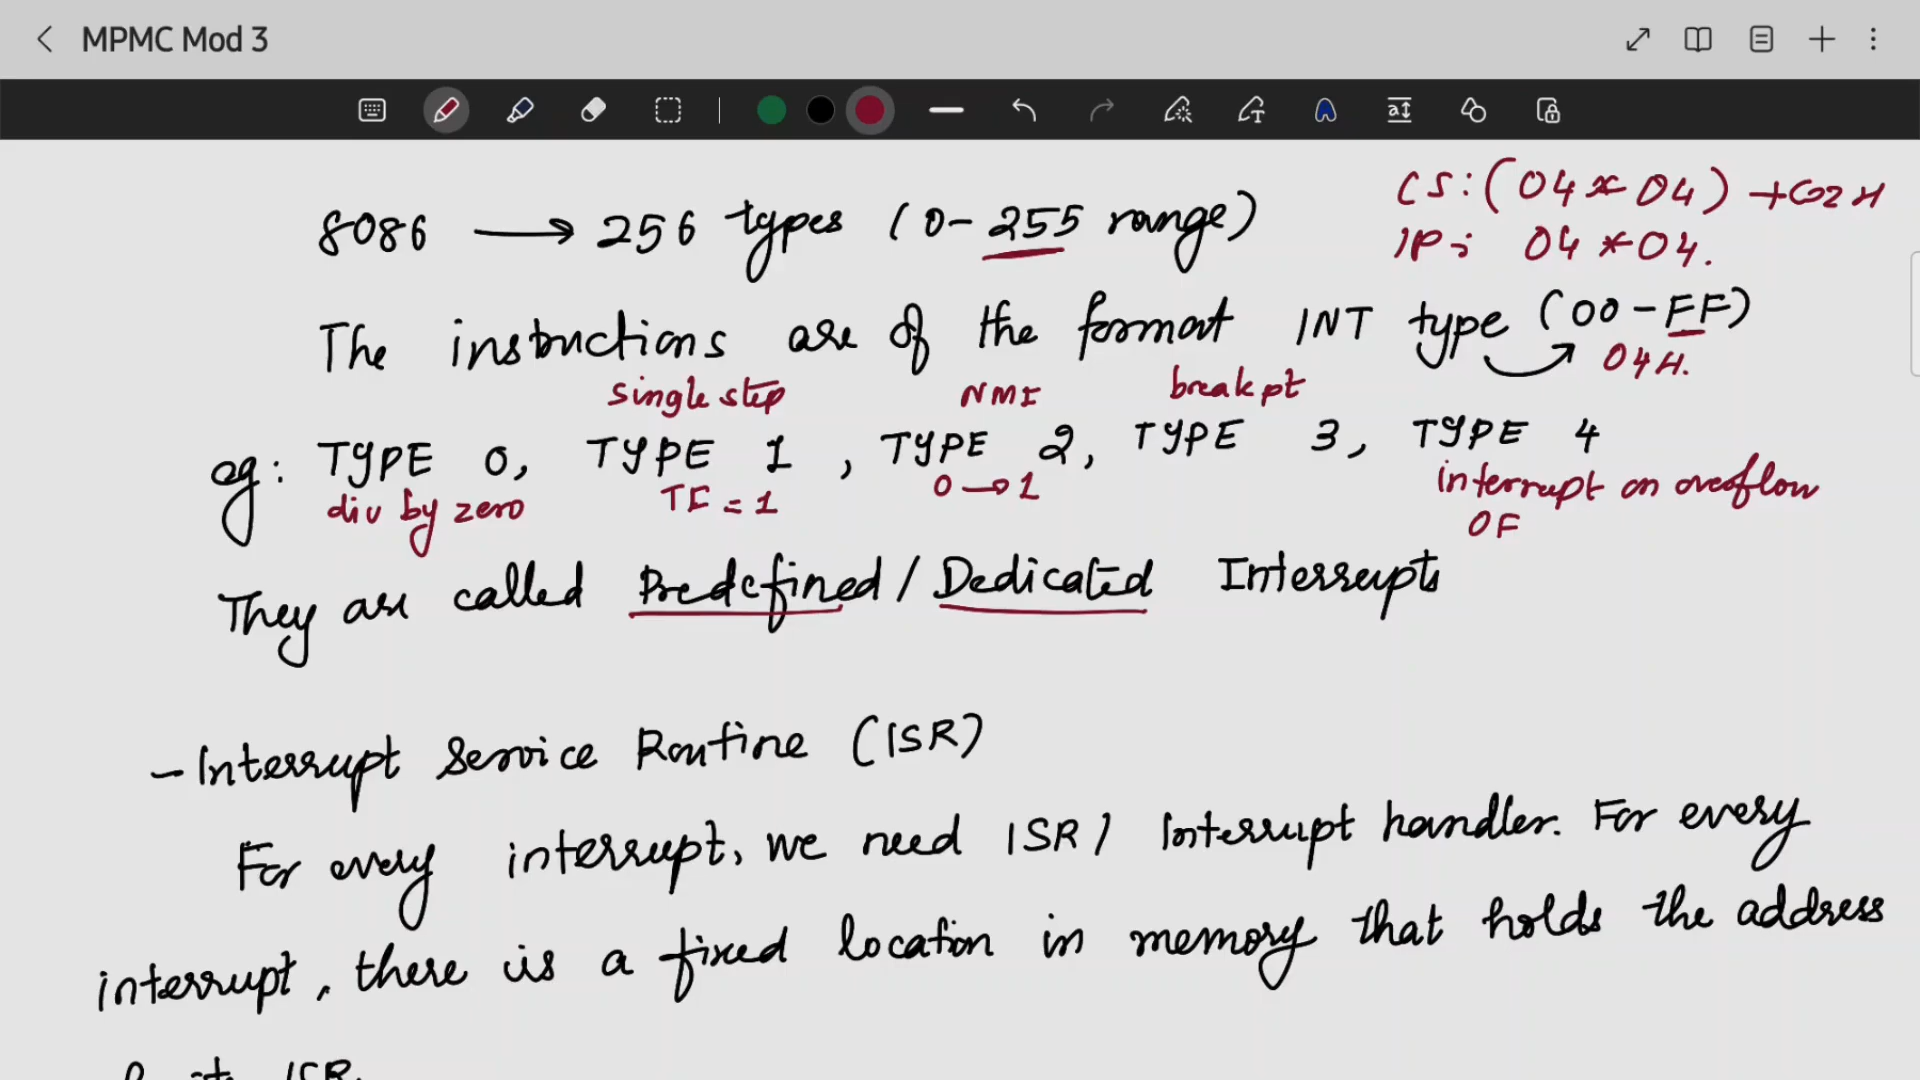 MPMC Mod 3
CS: (04 * 04) + 02H
8086 → 256 types (0-255 range)
IP: 04 * 04.
The instructions are of the format INT type (00 - FF)
04H.
single step NMI break pt
eg: TYPE 0, TYPE 1, TYPE 2, TYPE 3, TYPE 4
div by zero TF = 1 0 → 1 interrupt on overflow
OF
They are called Predefined / Dedicated Interrupts
- Interrupt Service Routine (ISR)
For every interrupt, we need ISR / Interrupt handler. For every
interrupt, there is a fixed location in memory that holds the address
of its ISR.